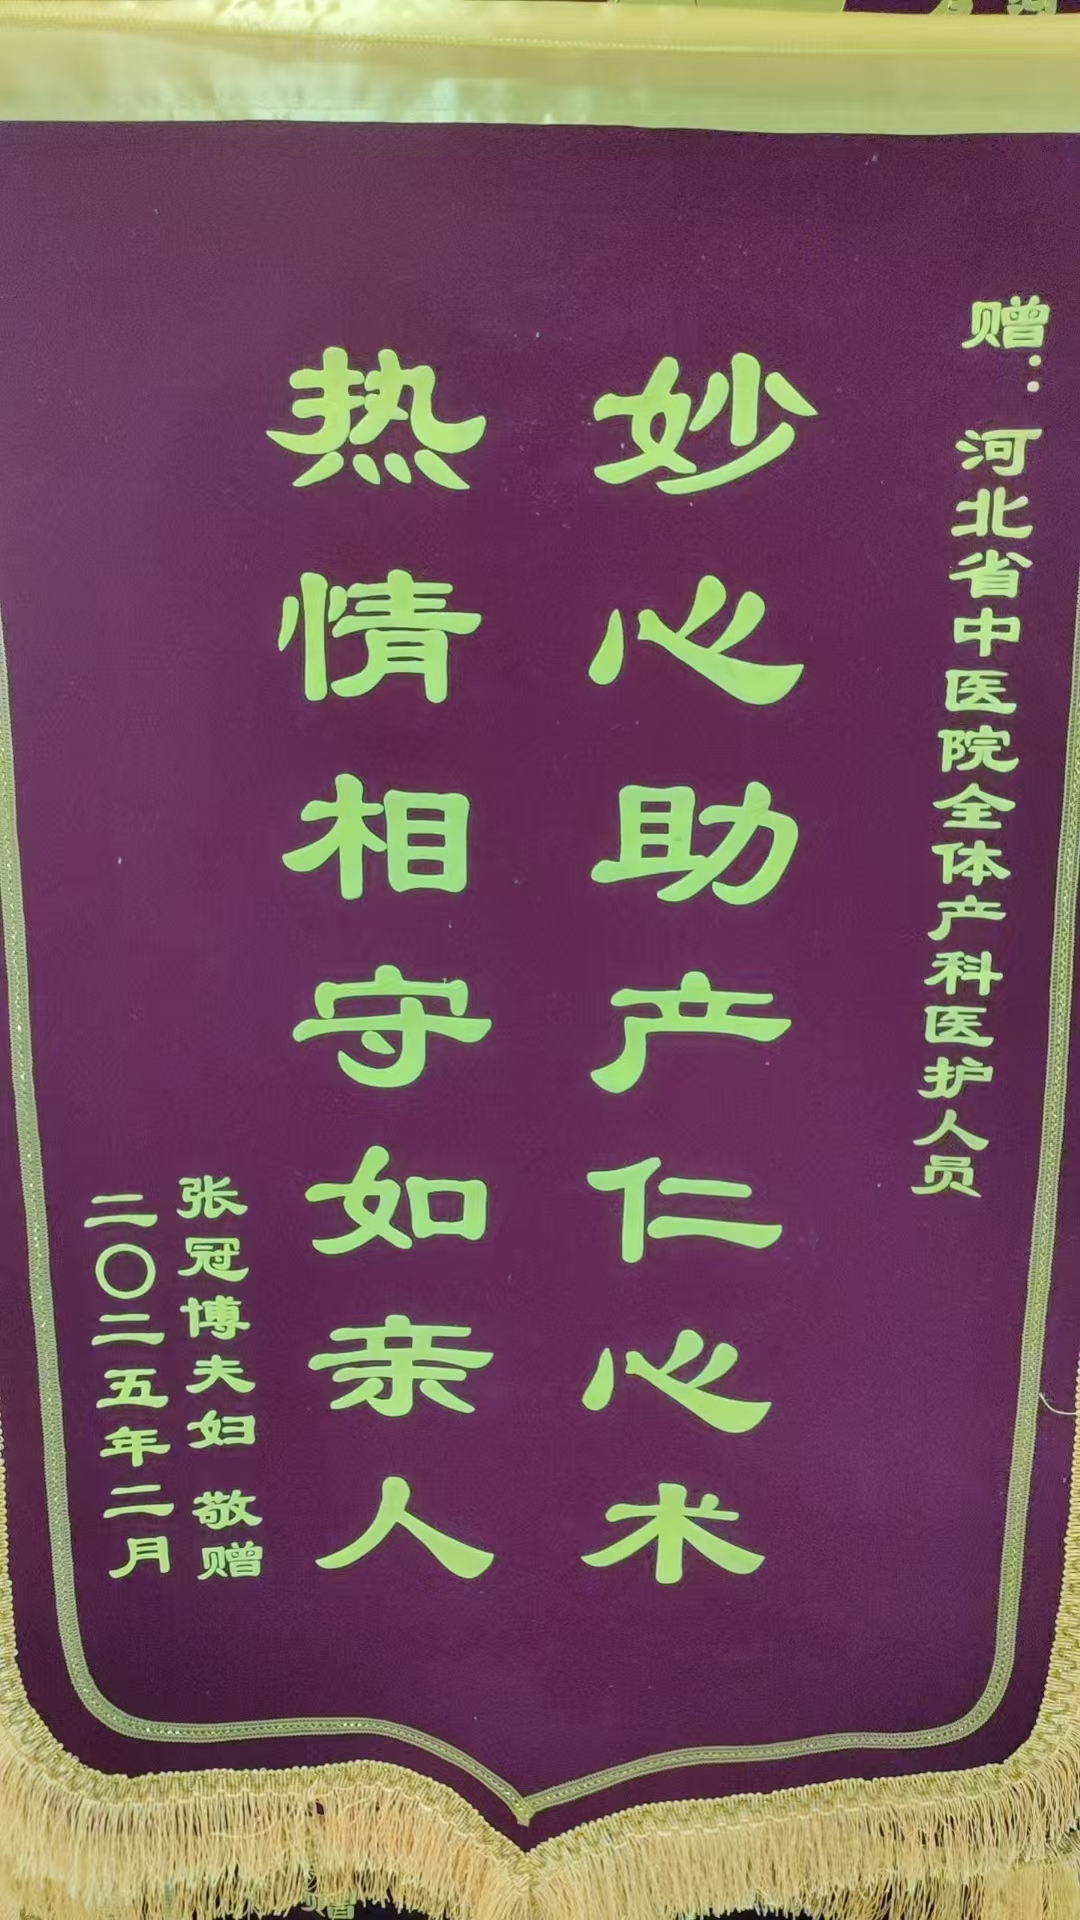 赠：河北省中医院全体产科医护人员
妙心助产仁心术
热情相守如亲人
张冠博夫妇 敬赠
二〇二五年二月